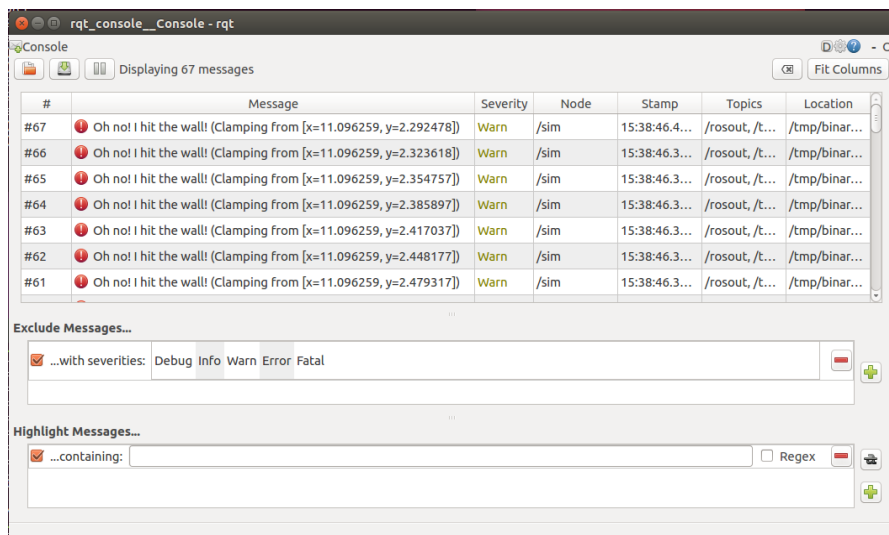 rqt_console__Console - rqt
Console D - C
Displaying 67 messages Fit Columns
# Message Severity Node Stamp Topics Location
#67 Oh no! I hit the wall! (Clamping from [x=11.096259, y=2.292478]) Warn /sim 15:38:46.4... /rosout, /t... /tmp/binar...
#66 Oh no! I hit the wall! (Clamping from [x=11.096259, y=2.323618]) Warn /sim 15:38:46.3... /rosout, /t... /tmp/binar...
#65 Oh no! I hit the wall! (Clamping from [x=11.096259, y=2.354757]) Warn /sim 15:38:46.3... /rosout, /t... /tmp/binar...
#64 Oh no! I hit the wall! (Clamping from [x=11.096259, y=2.385897]) Warn /sim 15:38:46.3... /rosout, /t... /tmp/binar...
#63 Oh no! I hit the wall! (Clamping from [x=11.096259, y=2.417037]) Warn /sim 15:38:46.3... /rosout, /t... /tmp/binar...
#62 Oh no! I hit the wall! (Clamping from [x=11.096259, y=2.448177]) Warn /sim 15:38:46.3... /rosout, /t... /tmp/binar...
#61 Oh no! I hit the wall! (Clamping from [x=11.096259, y=2.479317]) Warn /sim 15:38:46.3... /rosout, /t... /tmp/binar...
Exclude Messages...
...with severities: Debug Info Warn Error Fatal
Highlight Messages...
...containing: Regex